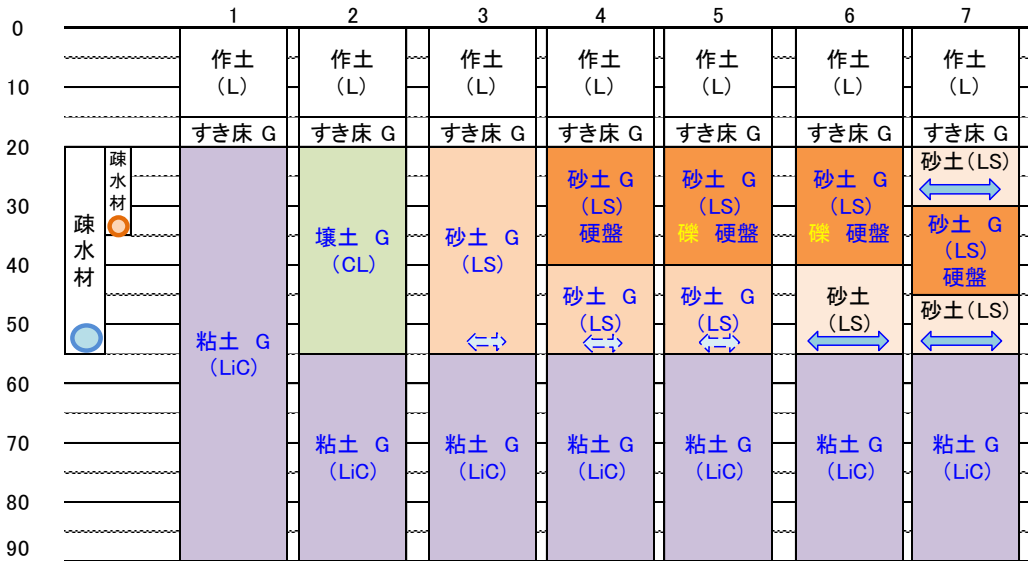 1 2 3 4 5 6 7
0
作土 作土 作土 作土 作土 作土 作土
(L) (L) (L) (L) (L) (L) (L)
10
すき床 G すき床 G すき床 G すき床 G すき床 G すき床 G すき床 G
20
疎水材
疎水材
砂土(LS)
砂土 G 砂土 G 砂土 G
(LS) (LS) (LS)
30
硬盤 礫 硬盤 礫 硬盤
壌土 G 砂土 G 砂土 G
(CL) (LS) (LS)
硬盤
40
砂土 G 砂土 G 砂土 砂土(LS)
(LS) (LS) (LS)
50
粘土 G
(LiC)
60
70
粘土 G 粘土 G 粘土 G 粘土 G 粘土 G 粘土 G
(LiC) (LiC) (LiC) (LiC) (LiC) (LiC)
80
90